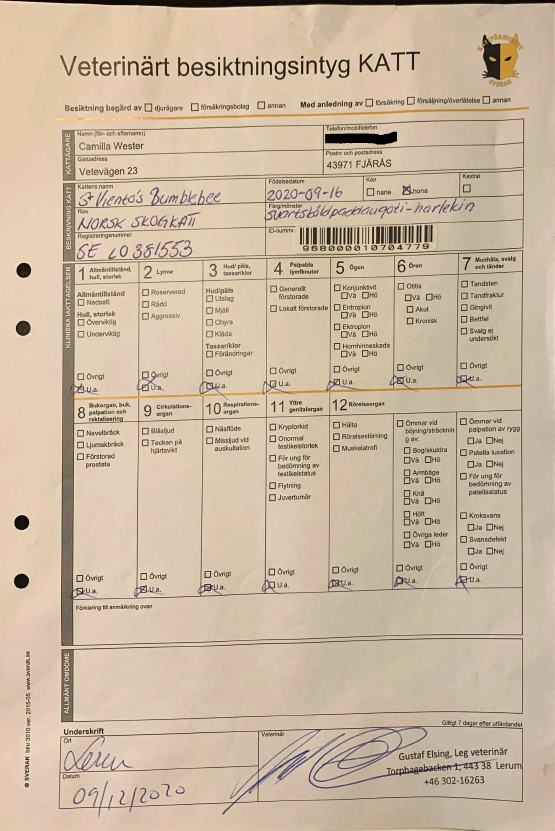 Veterinärt besiktningsintyg KATT
SVERAK
Besiktning begärd av djurägare försäkringsbolag annan Med anledning av försäkring försäljning/överlåtelse annan
KATTÄGARE
Namn (för- och efternamn)
Camilla Wester
Telefon/mobiltelefon
Gatuadress
Vetevägen 23
Postnr och postadress
43971 FJÄRÅS
BESKRIVNING KATT
Kattens namn
S*Viento's Bumblebee
Födelsedatum
2020-09-16
Kön
hane hona
Kastrat
Ras
NORSK SKOGKATT
Färg/mönster
Registreringsnummer
SE LO 381553
ID-nummer
968000010704779
KLINISKA IAKTTAGELSER
1 Allmäntillstånd, hull, storlek
Allmäntillstånd
Nedsatt
Hull, storlek
Överviktig
Underviktig
Övrigt
U.a.
2 Lynne
Reserverad
Rädd
Aggressiv
Övrigt
U.a.
3 Hud/ päls, tassar/klor
Hud/päls
Utslag
Mjäll
Ohyra
Klåda
Tassar/klor
Förändringar
Övrigt
U.a.
4 Palpabla lymfknutor
Generellt förstorade
Lokalt förstorade
Övrigt
U.a.
5 Ögon
Konjunktivit
Vä Hö
Entropion
Vä Hö
Ektropion
Vä Hö
Hornhinneskada
Vä Hö
Övrigt
U.a.
6 Öron
Otitis
Vä Hö
Akut
Kronisk
Övrigt
U.a.
7 Munhåla, svalg och tänder
Tandsten
Tandfraktur
Gingivit
Bettfel
Svalg ej undersökt
Övrigt
U.a.
8 Bukorgan, buk, palpation och rektalisering
Navelbråck
Ljumskbråck
Förstorad prostata
Övrigt
U.a.
9 Cirkulations-organ
Blåsljud
Tecken på hjärtsvikt
Övrigt
U.a.
10 Respirations-organ
Näsflöde
Missljud vid auskultation
Övrigt
U.a.
11 Yttre genitalorgan
Kryptorkid
Onormal testikelstorlek
För ung för bedömning av testikelstatus
Flytning
Juvertumör
Övrigt
U.a.
12 Rörelseorgan
Hälta
Rörelsestörning
Muskelatrofi
Övrigt
U.a.
Ömmar vid böjning/sträckning av:
Bog/skuldra
Vä Hö
Armbåge
Vä Hö
Knä
Vä Hö
Höft
Vä Hö
Övriga leder
Vä Hö
Övrigt
U.a.
Ömmar vid palpation av rygg
Ja Nej
Patella luxation
Ja Nej
För ung för bedömning av patellastatus
Kroksvans
Ja Nej
Svansdefekt
Ja Nej
Övrigt
U.a.
Förklaring till anmärkning ovan
ALLMÄNT OMDÖME
© SVERAK blnr 3010 ver. 2015-05 www.sverak.se
Giltigt 7 dagar efter utfärdandet
Underskrift
Ort
Lerum
Veterinär
Gustaf Elsing, Leg veterinär
Torphagebacken 1, 443 38 Lerum
+46 302-16263
Datum
09/12/2020